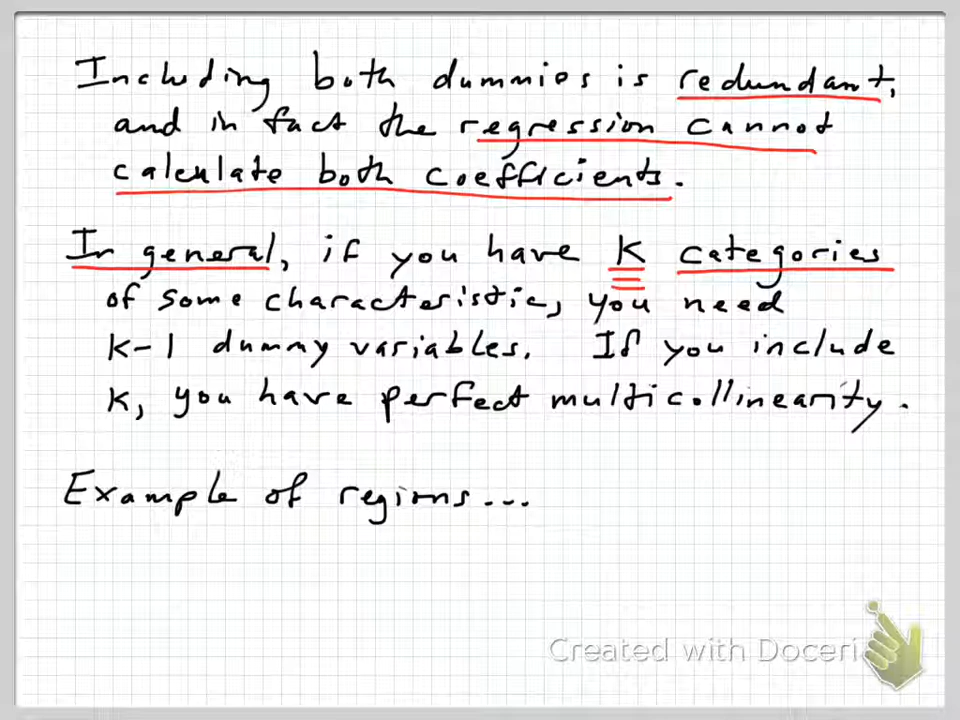 Including both dummies is redundant,
and in fact the regression cannot
calculate both coefficients.
In general, if you have K categories
of some characteristic, you need
K-1 dummy variables. If you include
K, you have perfect multicollinearity.
Example of regions...
Created with Doceri